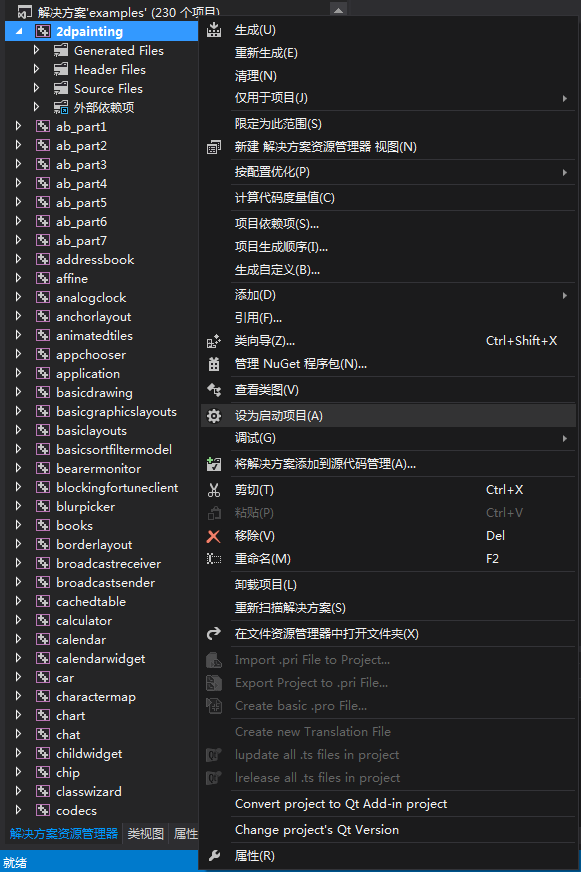 解决方案'examples' (230 个项目)
2dpainting
Generated Files
Header Files
Source Files
外部依赖项
ab_part1
ab_part2
ab_part3
ab_part4
ab_part5
ab_part6
ab_part7
addressbook
affine
analogclock
anchorlayout
animatedtiles
appchooser
application
basicdrawing
basicgraphicslayouts
basiclayouts
basicsortfiltermodel
bearermonitor
blockingfortuneclient
blurpicker
books
borderlayout
broadcastreceiver
broadcastsender
cachedtable
calculator
calendar
calendarwidget
car
charactermap
chart
chat
childwidget
chip
classwizard
codecs
解决方案资源管理器 类视图 属性
就绪
生成(U)
重新生成(E)
清理(N)
仅用于项目(J)
限定为此范围(S)
新建 解决方案资源管理器 视图(N)
按配置优化(P)
计算代码度量值(C)
项目依赖项(S)...
项目生成顺序(I)...
生成自定义(B)...
添加(D)
引用(F)...
类向导(Z)... Ctrl+Shift+X
管理 NuGet 程序包(N)...
查看类图(V)
设为启动项目(A)
调试(G)
将解决方案添加到源代码管理(A)...
剪切(T) Ctrl+X
粘贴(P) Ctrl+V
移除(V) Del
重命名(M) F2
卸载项目(L)
重新扫描解决方案(S)
在文件资源管理器中打开文件夹(X)
Import .pri File to Project...
Export Project to .pri File...
Create basic .pro File...
Create new Translation File
lupdate all .ts files in project
lrelease all .ts files in project
Convert project to Qt Add-in project
Change project's Qt Version
属性(R)